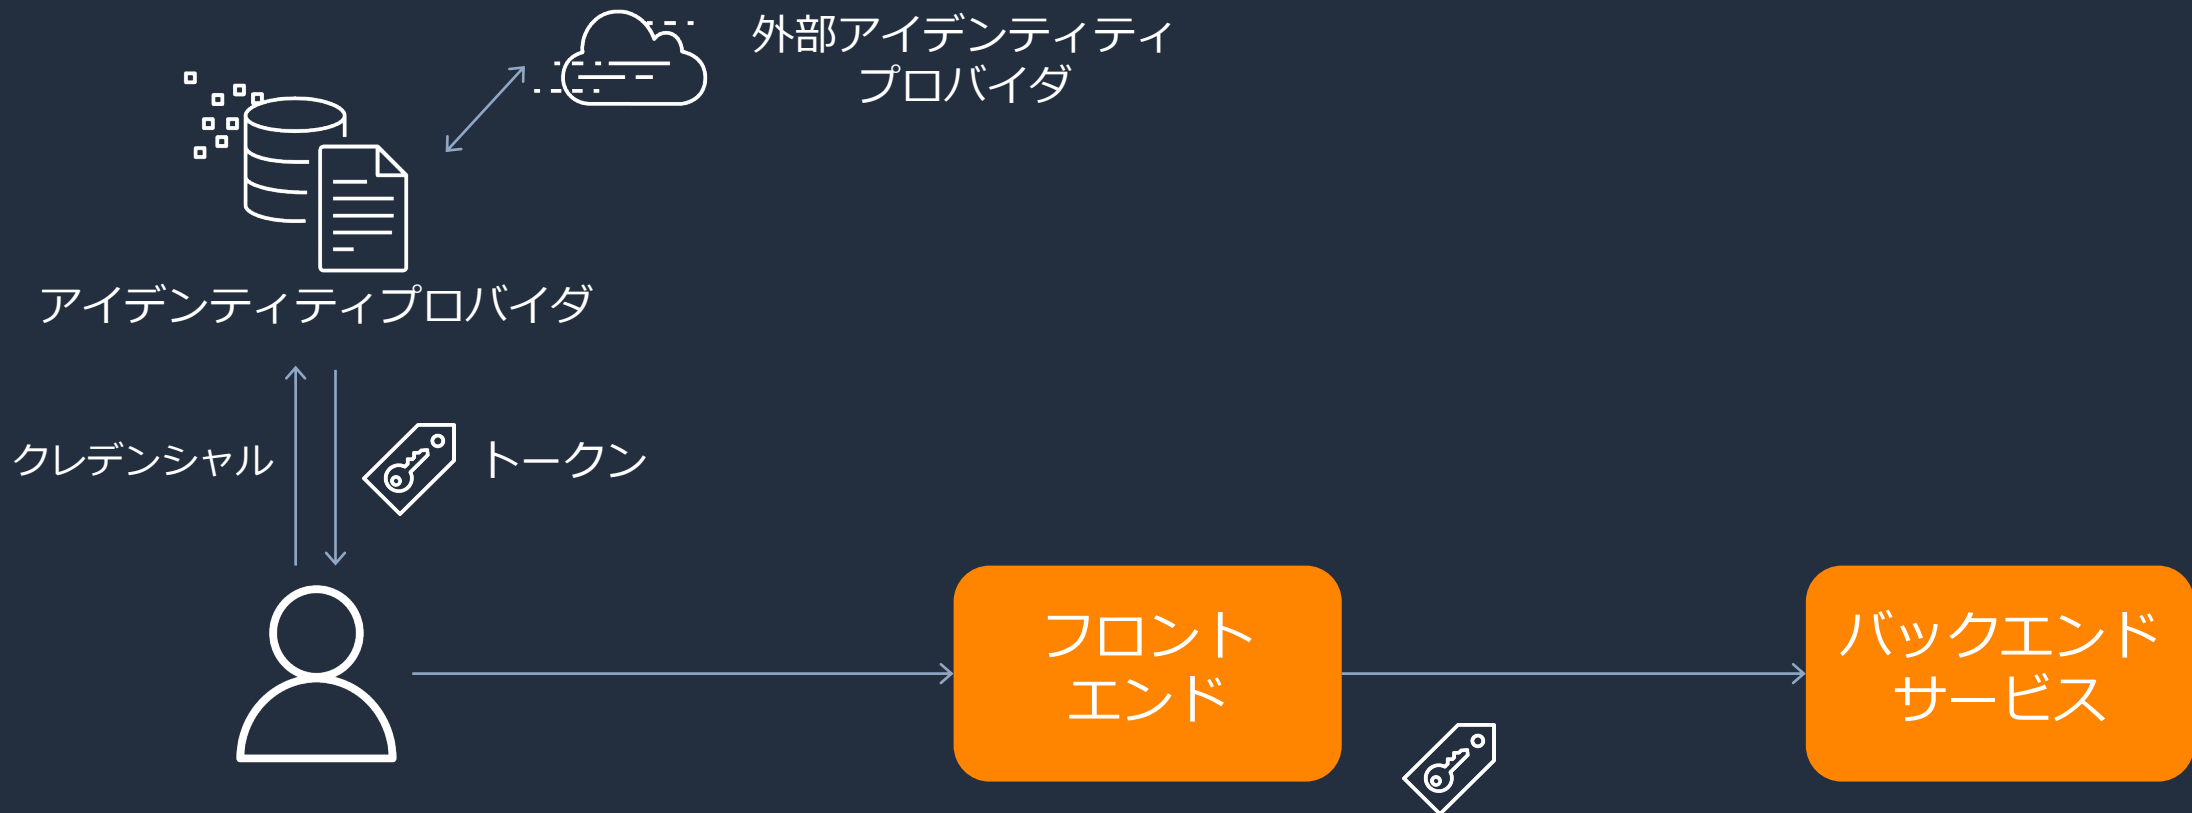 外部アイデンティティ
プロバイダ
アイデンティティプロバイダ
クレデンシャル
トークン
フロント
エンド
バックエンド
サービス